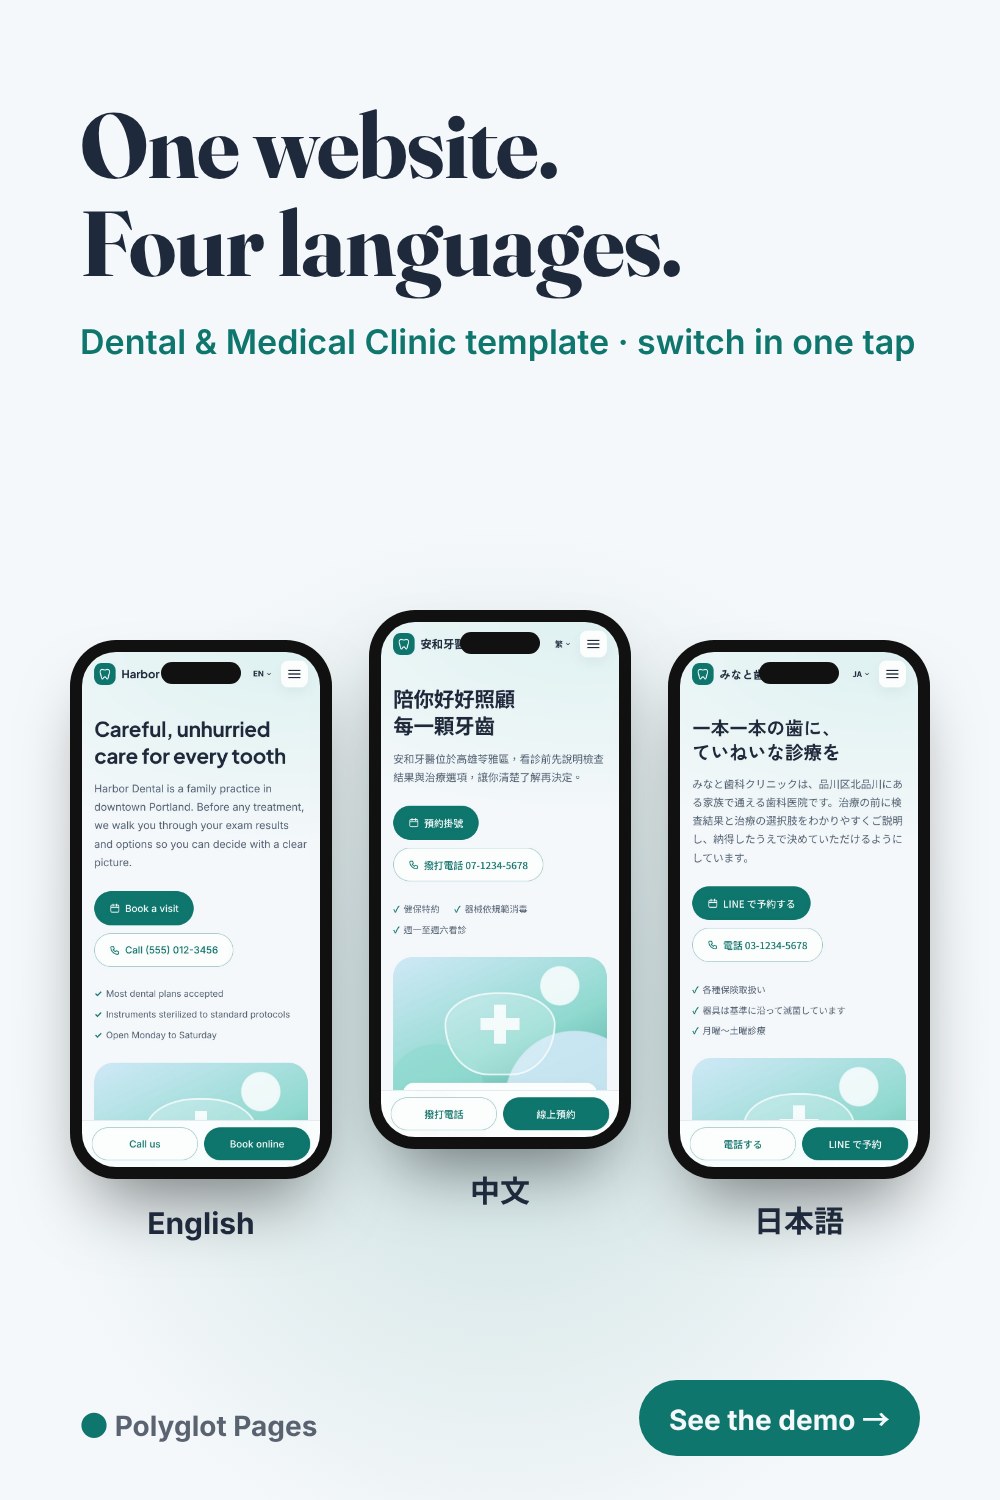 One website.
Four languages.
Dental & Medical Clinic template · switch in one tap
Harbor
EN
Careful, unhurried
care for every tooth
Harbor Dental is a family practice in
downtown Portland. Before any treatment,
we walk you through your exam results
and options so you can decide with a clear
picture.
Book a visit
Call (555) 012-3456
✓ Most dental plans accepted
✓ Instruments sterilized to standard protocols
✓ Open Monday to Saturday
Call us
Book online
English
安和牙
繁
陪你好好照顧
每一顆牙齒
安和牙醫位於高雄苓雅區，看診前先說明檢查
結果與治療選項，讓你清楚了解再決定。
預約掛號
撥打電話 07-1234-5678
✓ 健保特約 ✓ 器械依規範消毒
✓ 週一至週六看診
撥打電話
線上預約
中文
みなと
JA
一本一本の歯に、
ていねいな診療を
みなと歯科クリニックは、品川区北品川にあ
る家族で通える歯科医院です。治療の前に検
査結果と治療の選択肢をわかりやすくご説明
し、納得したうえで決めていただけるように
しています。
LINE で予約する
電話 03-1234-5678
✓ 各種保険取扱い
✓ 器具は基準に沿って滅菌しています
✓ 月曜〜土曜診療
電話する
LINE で予約
日本語
Polyglot Pages
See the demo →